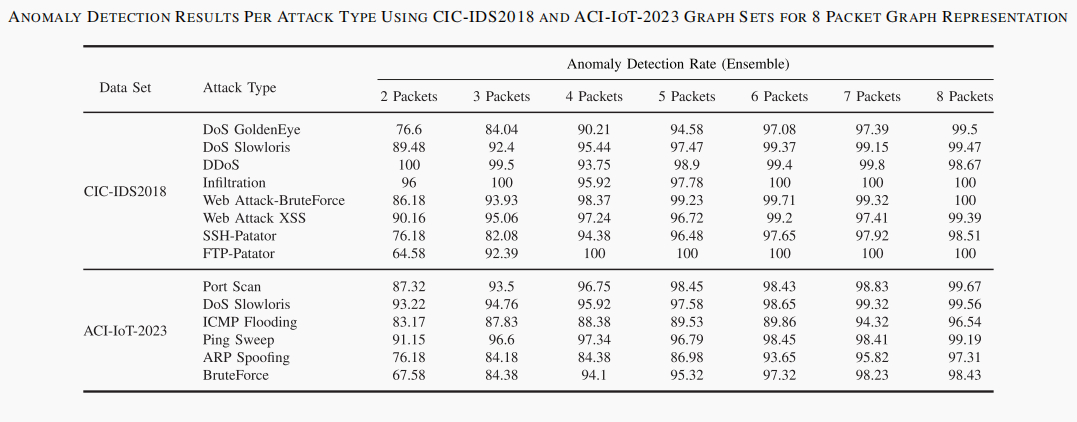 ANOMALY DETECTION RESULTS PER ATTACK TYPE USING CIC-IDS2018 AND ACI-IOT-2023 GRAPH SETS FOR 8 PACKET GRAPH REPRESENTATION
Anomaly Detection Rate (Ensemble)
Data Set Attack Type
2 Packets 3 Packets 4 Packets 5 Packets 6 Packets 7 Packets 8 Packets
DoS GoldenEye 76.6 84.04 90.21 94.58 97.08 97.39 99.5
DoS Slowloris 89.48 92.4 95.44 97.47 99.37 99.15 99.47
DDoS 100 99.5 93.75 98.9 99.4 99.8 98.67
Infiltration 96 100 95.92 97.78 100 100 100
CIC-IDS2018
Web Attack-BruteForce 86.18 93.93 98.37 99.23 99.71 99.32 100
Web Attack XSS 90.16 95.06 97.24 96.72 99.2 97.41 99.39
SSH-Patator 76.18 82.08 94.38 96.48 97.65 97.92 98.51
FTP-Patator 64.58 92.39 100 100 100 100 100
Port Scan 87.32 93.5 96.75 98.45 98.43 98.83 99.67
DoS Slowloris 93.22 94.76 95.92 97.58 98.65 99.32 99.56
ICMP Flooding 83.17 87.83 88.38 89.53 89.86 94.32 96.54
ACI-IoT-2023
Ping Sweep 91.15 96.6 97.34 96.79 98.45 98.41 99.19
ARP Spoofing 76.18 84.18 84.38 86.98 93.65 95.82 97.31
BruteForce 67.58 84.38 94.1 95.32 97.32 98.23 98.43